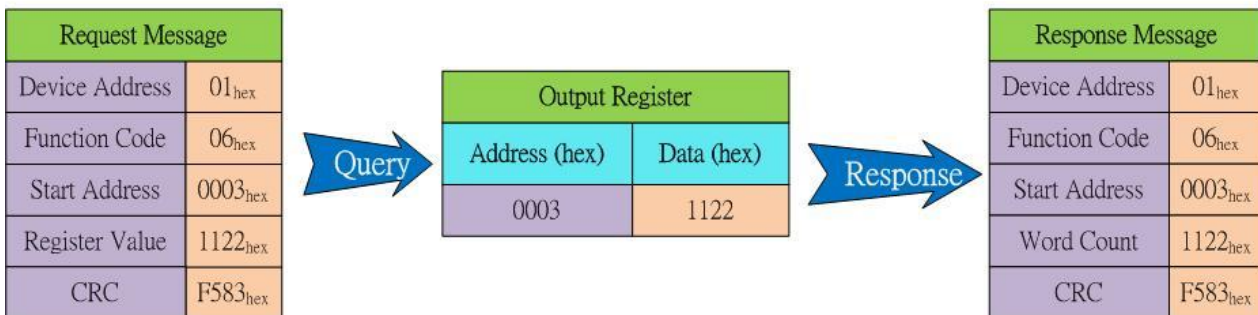 Request Message
Device Address 01hex
Function Code 06hex
Start Address 0003hex
Register Value 1122hex
CRC F583hex
Query
Output Register
Address (hex) Data (hex)
0003 1122
Response
Response Message
Device Address 01hex
Function Code 06hex
Start Address 0003hex
Word Count 1122hex
CRC F583hex